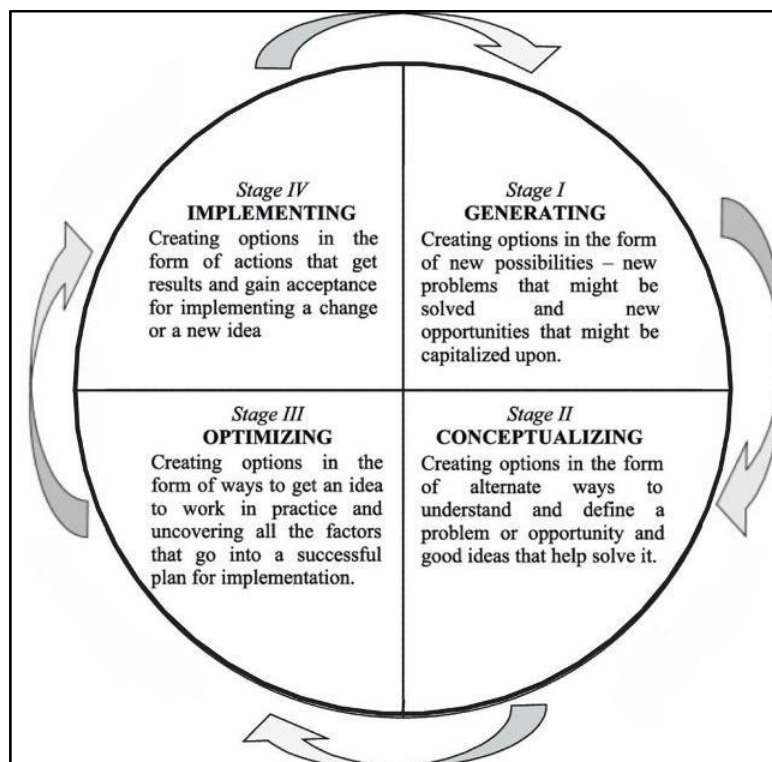 Stage IV
IMPLEMENTING
Creating options in the
form of actions that get
results and gain acceptance
for implementing a change
or a new idea
Stage I
GENERATING
Creating options in the form
of new possibilities – new
problems that might be
solved and new
opportunities that might be
capitalized upon.
Stage III
OPTIMIZING
Creating options in the
form of ways to get an idea
to work in practice and
uncovering all the factors
that go into a successful
plan for implementation.
Stage II
CONCEPTUALIZING
Creating options in the form
of alternate ways to
understand and define a
problem or opportunity and
good ideas that help solve it.